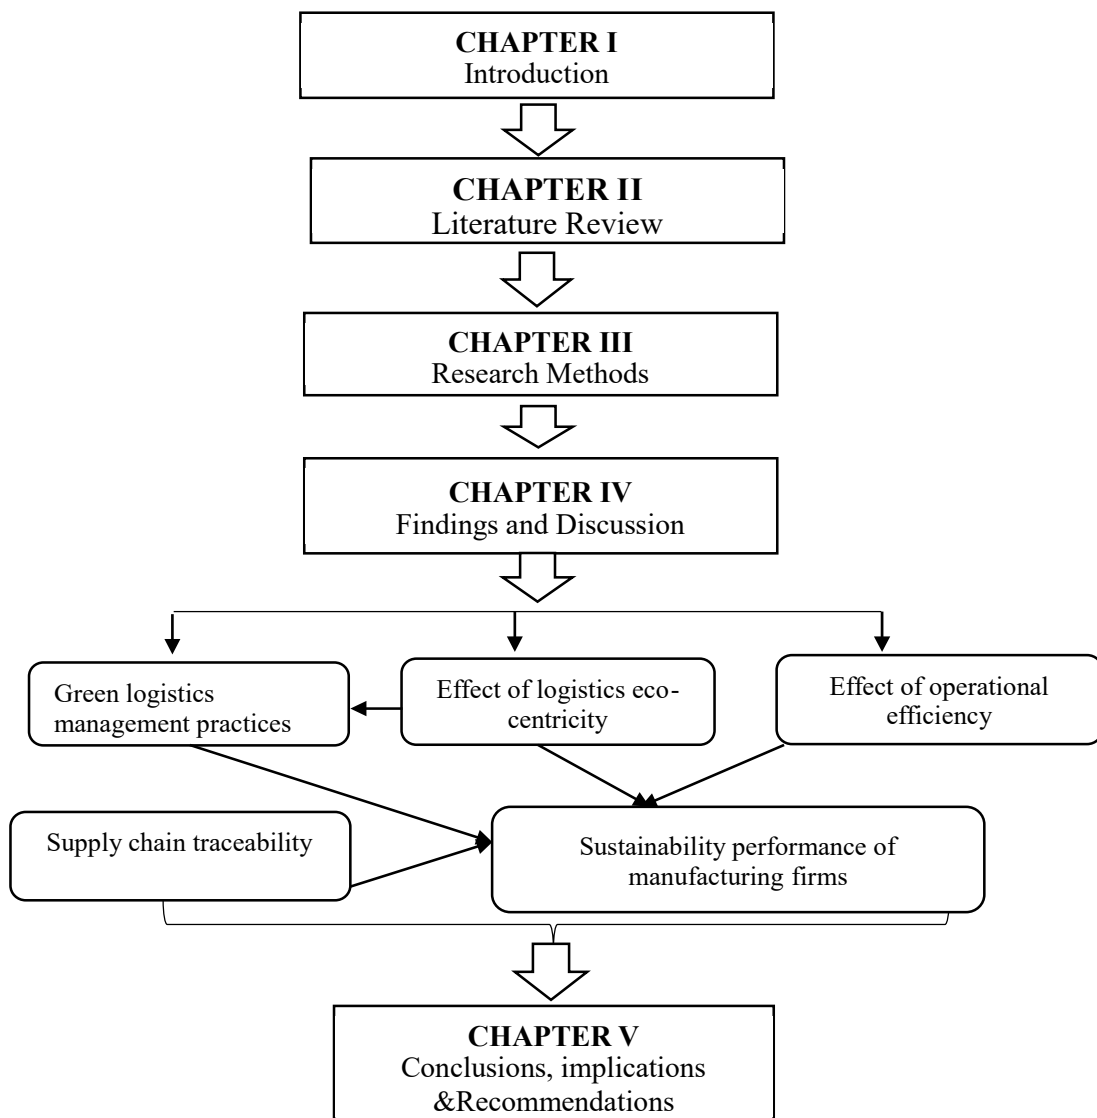 CHAPTER I
Introduction
CHAPTER II
Literature Review
CHAPTER III
Research Methods
CHAPTER IV
Findings and Discussion
Green logistics
management practices
Effect of logistics eco-
centricity
Effect of operational
efficiency
Supply chain traceability
Sustainability performance of
manufacturing firms
CHAPTER V
Conclusions, implications
&Recommendations